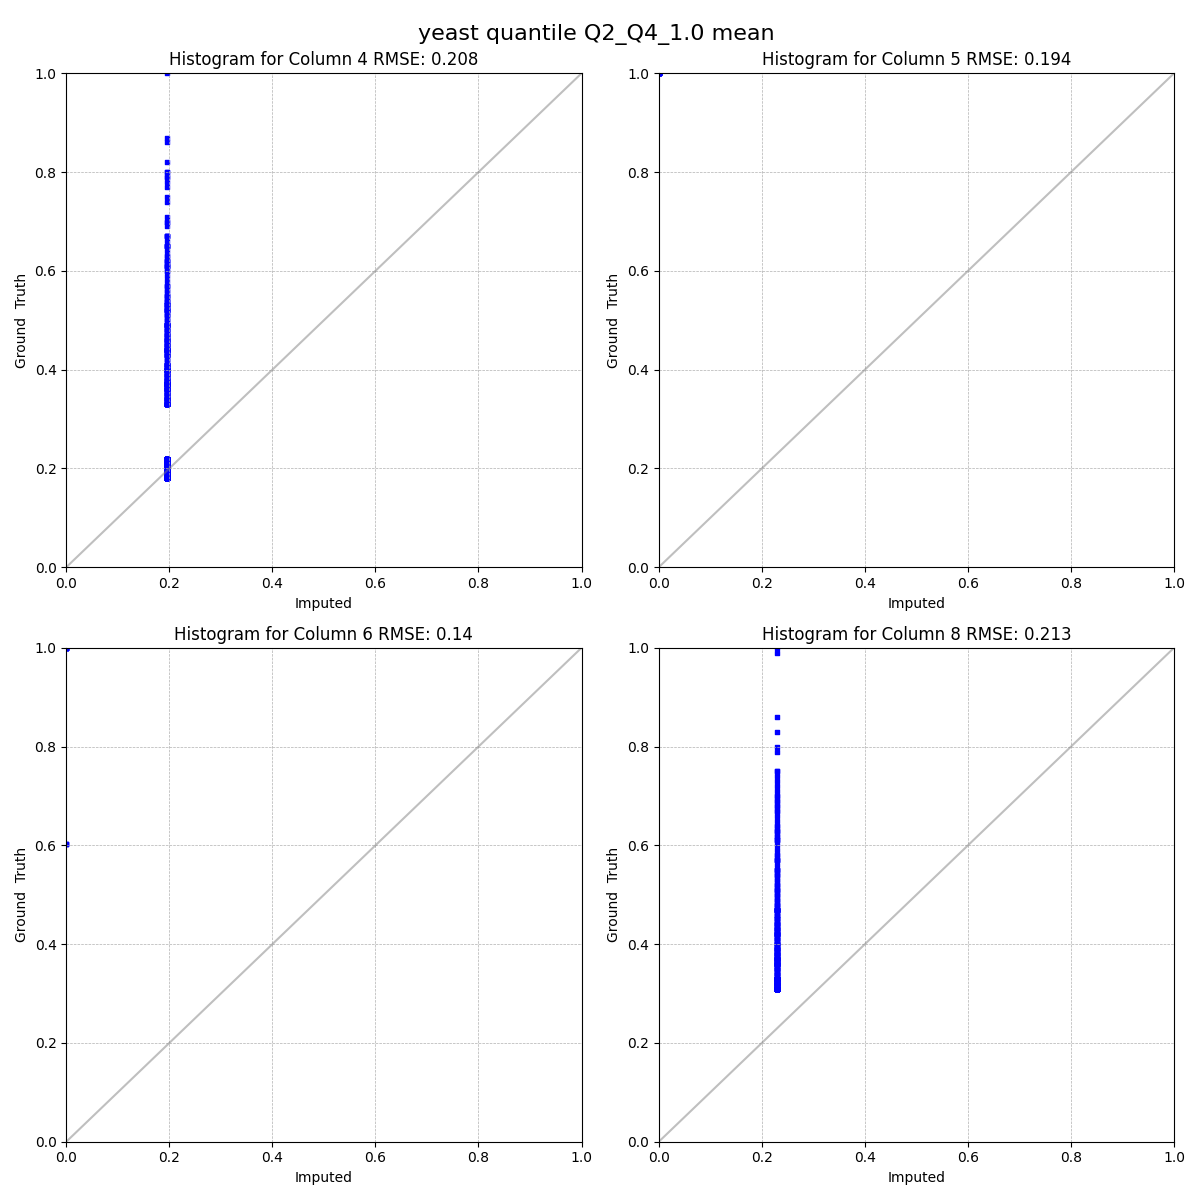 yeast quantile Q2_Q4_1.0 mean
Histogram for Column 4 RMSE: 0.208
1.0
0.8
0.6
0.4
0.2
0.0
Ground Truth
0.0 0.2 0.4 0.6 0.8 1.0
Imputed
Histogram for Column 5 RMSE: 0.194
1.0
0.8
0.6
0.4
0.2
0.0
Ground Truth
0.0 0.2 0.4 0.6 0.8 1.0
Imputed
Histogram for Column 6 RMSE: 0.14
1.0
0.8
0.6
0.4
0.2
0.0
Ground Truth
0.0 0.2 0.4 0.6 0.8 1.0
Imputed
Histogram for Column 8 RMSE: 0.213
1.0
0.8
0.6
0.4
0.2
0.0
Ground Truth
0.0 0.2 0.4 0.6 0.8 1.0
Imputed